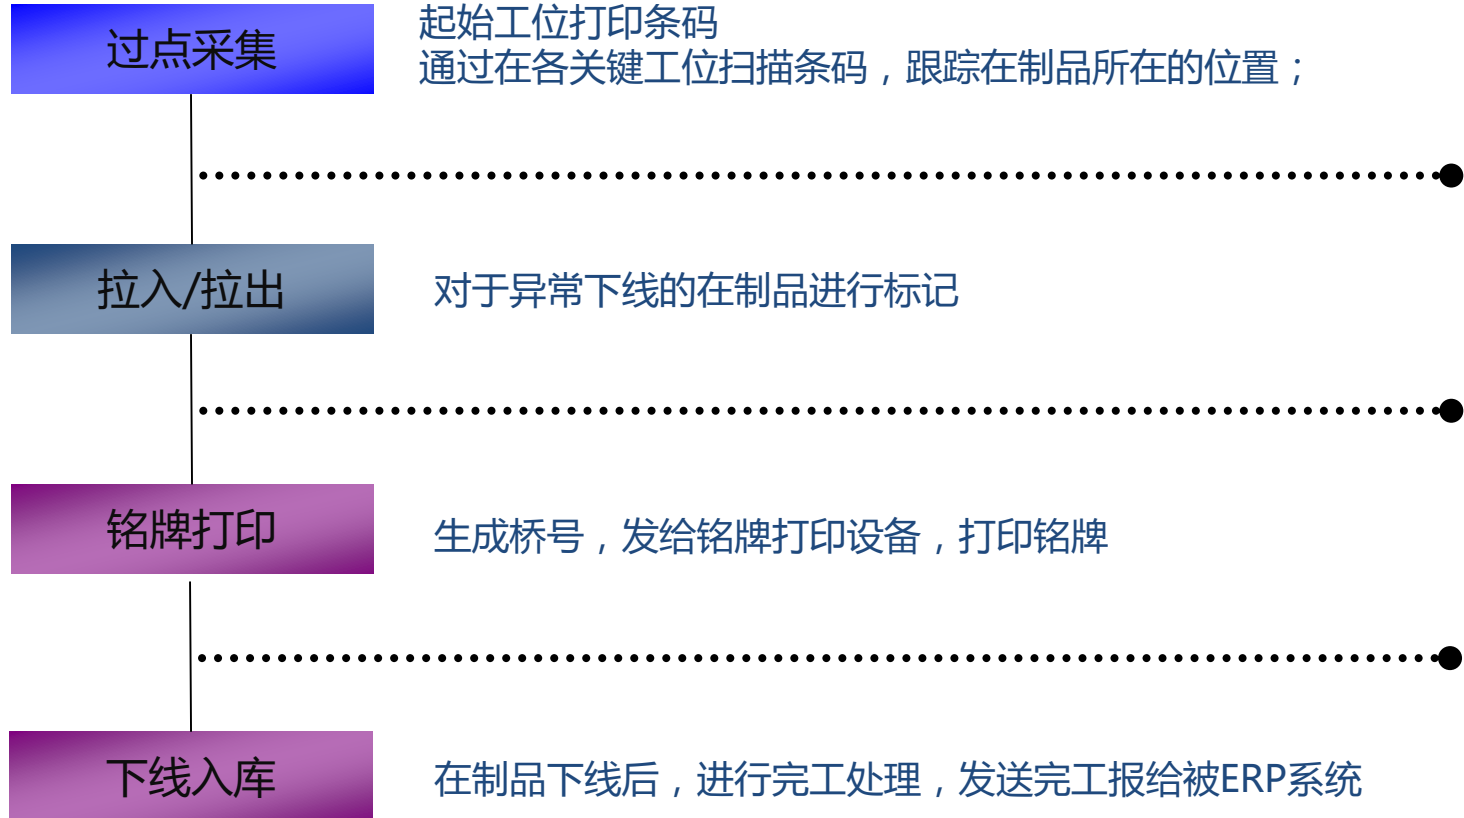 过点采集
起始工位打印条码
通过在各关键工位扫描条码，跟踪在制品所在的位置；
拉入/拉出
对于异常下线的在制品进行标记
铭牌打印
生成桥号，发给铭牌打印设备，打印铭牌
下线入库
在制品下线后，进行完工处理，发送完工报给被ERP系统